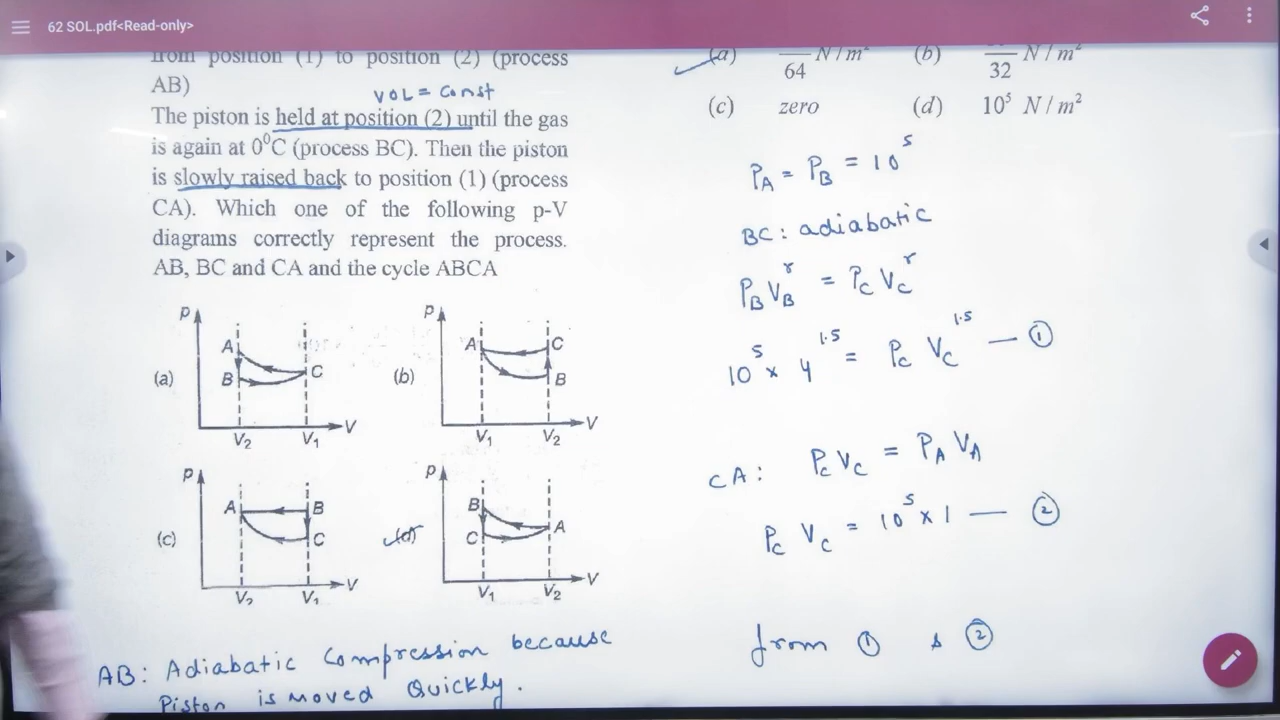 62 SOL.pdf<Read-only>
from position (1) to position (2) (process
AB)
VOL = Const
The piston is held at position (2) until the gas
is again at 0⁰C (process BC). Then the piston
is slowly raised back to position (1) (process
CA). Which one of the following p-V
diagrams correctly represent the process.
AB, BC and CA and the cycle ABCA
(a)
P
A
B
C
V₂
V₁
V
(b)
P
A
C
B
V₁
V₂
V
(c)
P
A
B
C
V₂
V₁
V
(d)
P
B
C
A
V₁
V₂
V
AB: Adiabatic Compression because
Piston is moved Quickly.
(a) 64 N/m² (b) 32 N/m²
(c) zero (d) 10⁵ N/m²
P_A = P_B = 10⁵
BC: adiabatic
P_B V_B^γ = P_C V_C^γ
10⁵ × 4^1.5 = P_C V_C^1.5 — ①
CA: P_C V_C = P_A V_A
P_C V_C = 10⁵ × 1 — ②
from ① & ②